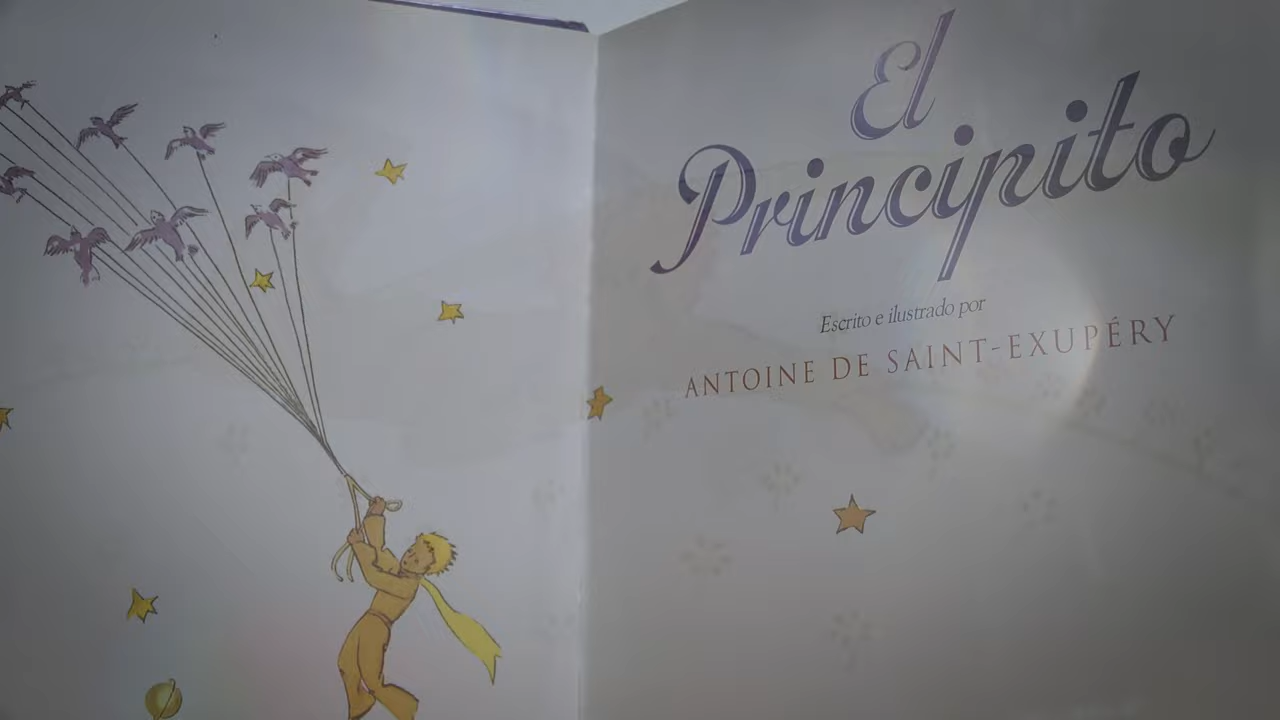 El
Principito
Escrito e ilustrado por
ANTOINE DE SAINT-EXUPÉRY